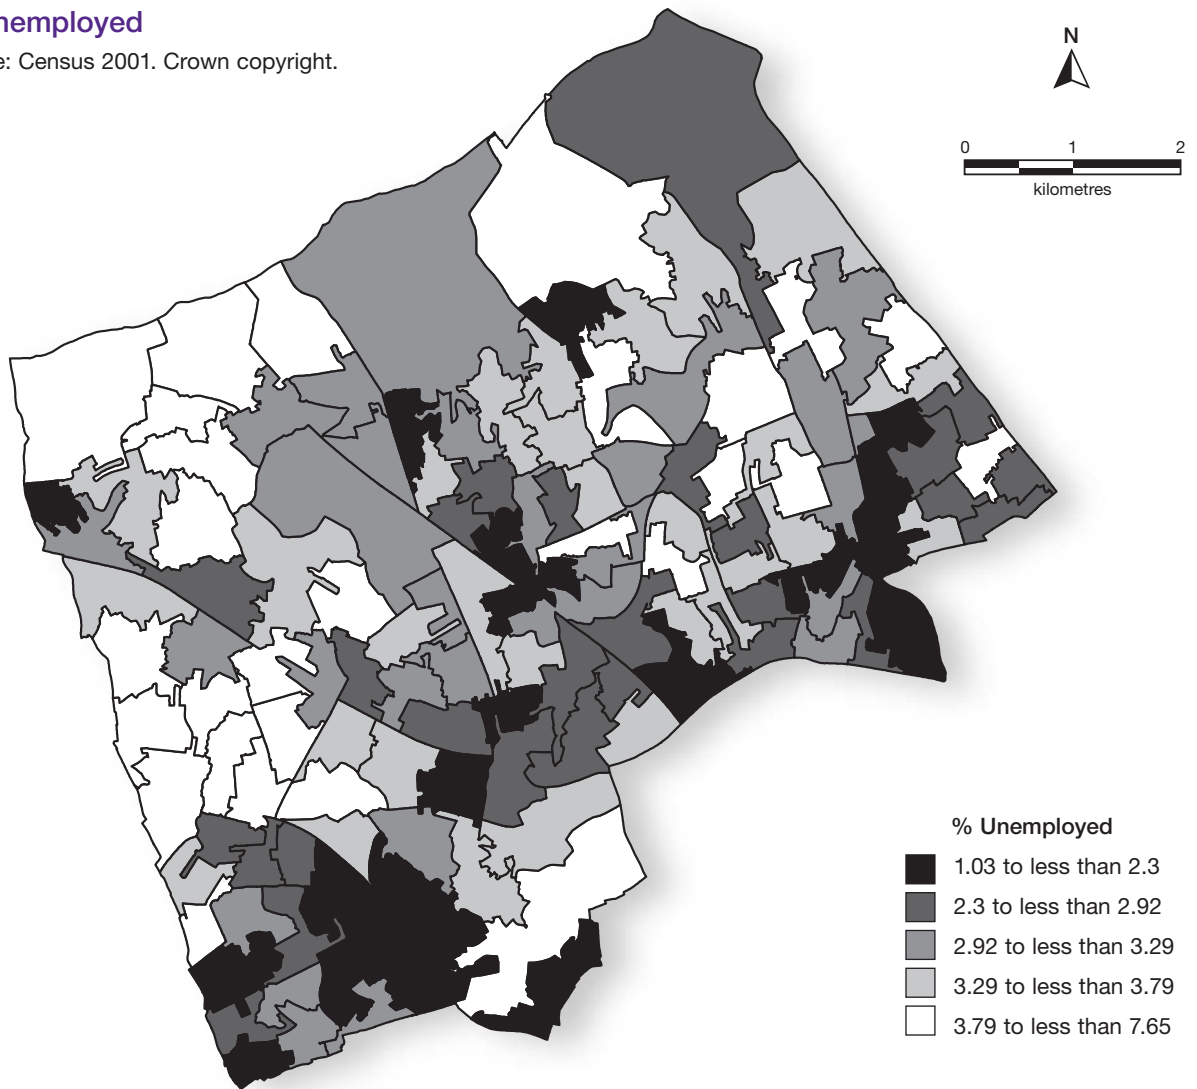 nemployed
e: Census 2001. Crown copyright.
N
0 1 2
kilometres
% Unemployed
1.03 to less than 2.3
2.3 to less than 2.92
2.92 to less than 3.29
3.29 to less than 3.79
3.79 to less than 7.65